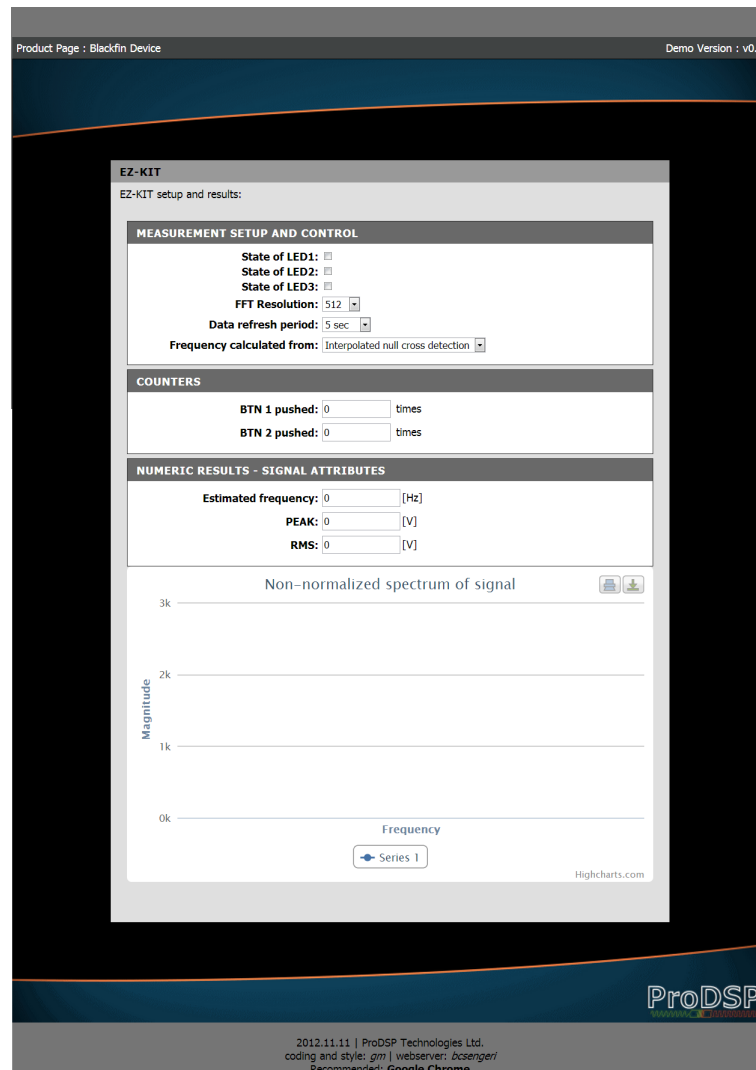 Product Page : Blackfin Device Demo Version : v0.
EZ-KIT
EZ-KIT setup and results:
MEASUREMENT SETUP AND CONTROL
State of LED1:
State of LED2:
State of LED3:
FFT Resolution: 512
Data refresh period: 5 sec
Frequency calculated from: Interpolated null cross detection
COUNTERS
BTN 1 pushed: 0 times
BTN 2 pushed: 0 times
NUMERIC RESULTS - SIGNAL ATTRIBUTES
Estimated frequency: 0 [Hz]
PEAK: 0 [V]
RMS: 0 [V]
Non-normalized spectrum of signal
3k
2k
1k
0k
Magnitude
Frequency
Series 1
Highcharts.com
ProDSP
2012.11.11 | ProDSP Technologies Ltd.
coding and style: gm | webserver: bcsengeri
Recommended: Google Chrome